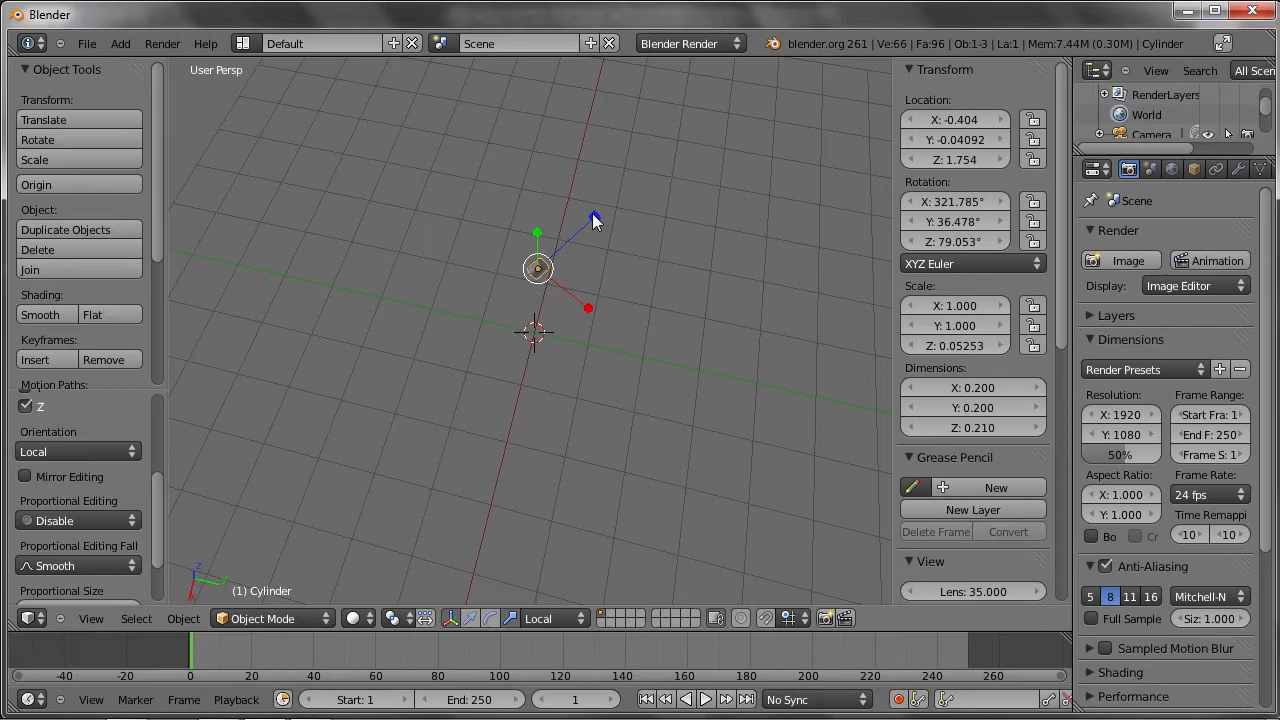 Blender
File Add Render Help Default Scene Blender Render blender.org 261 | Ve:66 | Fa:96 | Ob:1-3 | La:1 | Mem:7.44M (0.30M) | Cylinder
Object Tools
Transform:
Translate
Rotate
Scale
Origin
Object:
Duplicate Objects
Delete
Join
Shading:
Smooth Flat
Keyframes:
Insert Remove
Motion Paths:
Z
Orientation
Local
Mirror Editing
Proportional Editing
Disable
Proportional Editing Fall
Smooth
Proportional Size
User Persp
z
y
x
(1) Cylinder
View Select Object Object Mode Local
Transform
Location:
X: -0.404
Y: -0.04092
Z: 1.754
Rotation:
X: 321.785°
Y: 36.478°
Z: 79.053°
XYZ Euler
Scale:
X: 1.000
Y: 1.000
Z: 0.05253
Dimensions:
X: 0.200
Y: 0.200
Z: 0.210
Grease Pencil
New
New Layer
Delete Frame Convert
View
Lens: 35.000
View Search All Scen
RenderLayers
World
Camera
Scene
Render
Image Animation
Display: Image Editor
Layers
Dimensions
Render Presets
Resolution: Frame Range:
X: 1920 Start Fra: 1
Y: 1080 End F: 250
50% Frame S: 1
Aspect Ratio: Frame Rate:
X: 1.000 24 fps
Y: 1.000 Time Remappi
Bo Cr 10 10
Anti-Aliasing
5 8 11 16 Mitchell-N
Full Sample Siz: 1.000
Sampled Motion Blur
Shading
Performance
-40 -20 0 20 40 60 80 100 120 140 160 180 200 220 240 260
View Marker Frame Playback Start: 1 End: 250 1 No Sync